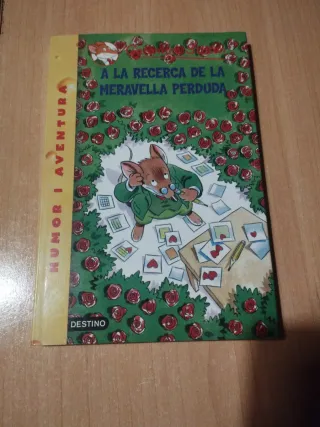 A LA RECERCA DE LA
MERAVELLA PERDUDA
HUMOR I AVENTURA
DESTINO